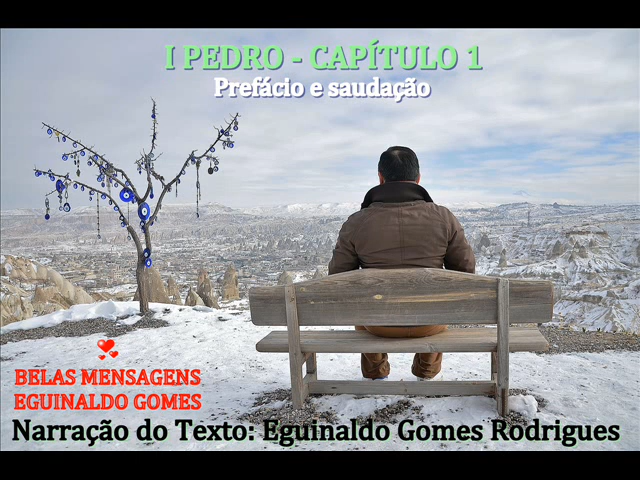 I PEDRO - CAPÍTULO 1
Prefácio e saudação
BELAS MENSAGENS
EGUINALDO GOMES
Narração do Texto: Eguinaldo Gomes Rodrigues